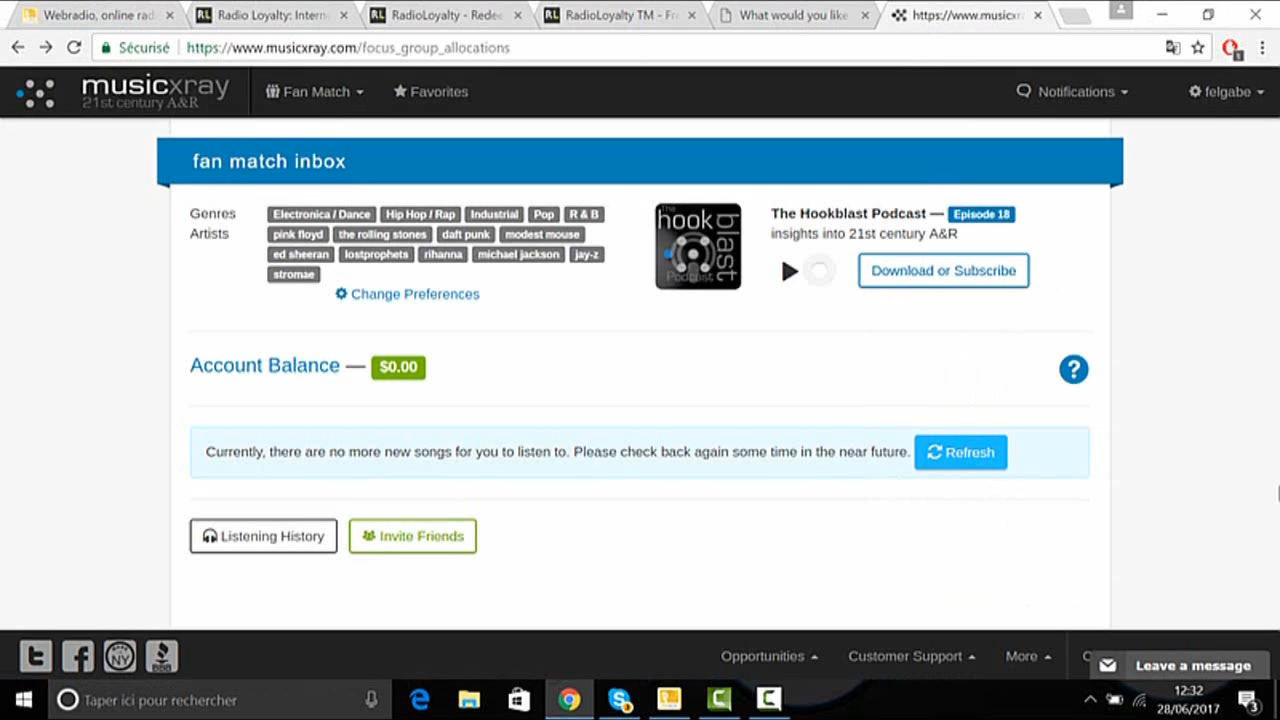 Webradio, online rad
Radio Loyalty: Intern
RadioLoyalty - Redee
RadioLoyalty TM - Fr
What would you like
https://www.musicxr
Sécurisé
https://www.musicxray.com/focus_group_allocations
musicxray
21st century A&R
Fan Match
Favorites
Notifications
felgabe
fan match inbox
Genres
Electronica / Dance
Hip Hop / Rap
Industrial
Pop
R & B
Artists
pink floyd
the rolling stones
daft punk
modest mouse
ed sheeran
lostprophets
rihanna
michael jackson
jay-z
stromae
Change Preferences
The
hook
blast
Podcast
The Hookblast Podcast — Episode 18
insights into 21st century A&R
Download or Subscribe
Account Balance — $0.00
?
Currently, there are no more new songs for you to listen to. Please check back again some time in the near future.
Refresh
Listening History
Invite Friends
NY
BBB
Opportunities
Customer Support
More
Leave a message
Taper ici pour rechercher
12:32
28/06/2017
3